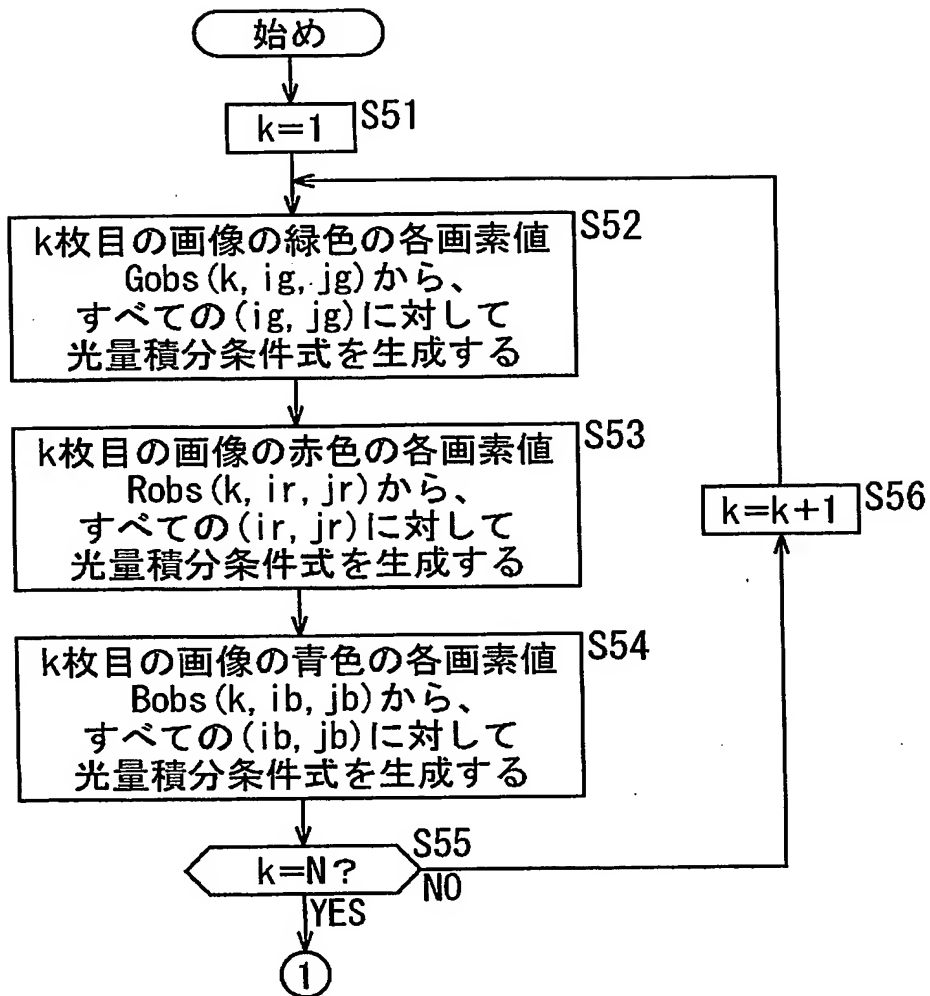 始め
k=1
S51
k枚目の画像の緑色の各画素値
Gobs(k, ig, jg)から、
すべての(ig, jg)に対して
光量積分条件式を生成する
S52
k枚目の画像の赤色の各画素値
Robs(k, ir, jr)から、
すべての(ir, jr)に対して
光量積分条件式を生成する
S53
k=k+1
S56
k枚目の画像の青色の各画素値
Bobs(k, ib, jb)から、
すべての(ib, jb)に対して
光量積分条件式を生成する
S54
k=N?
S55
NO
YES
1